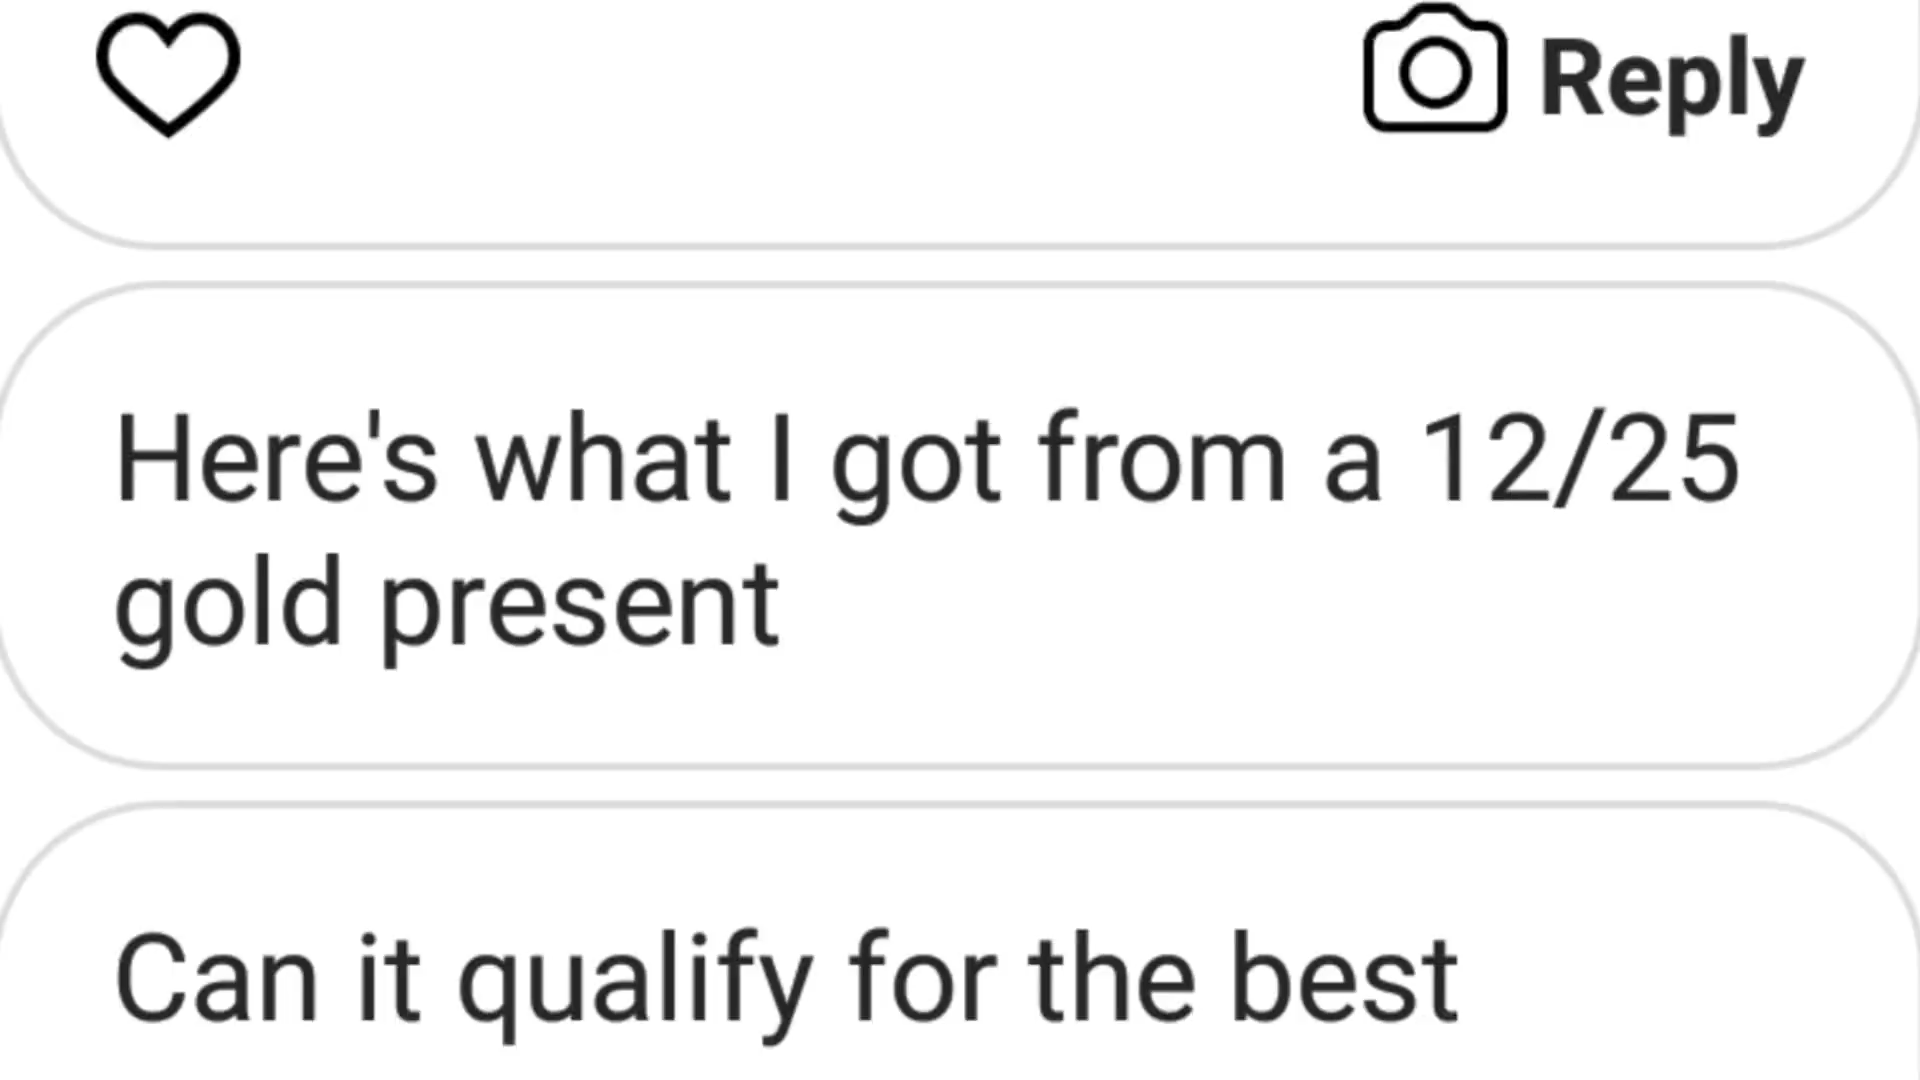 Reply
Here's what I got from a 12/25
gold present
Can it qualify for the best